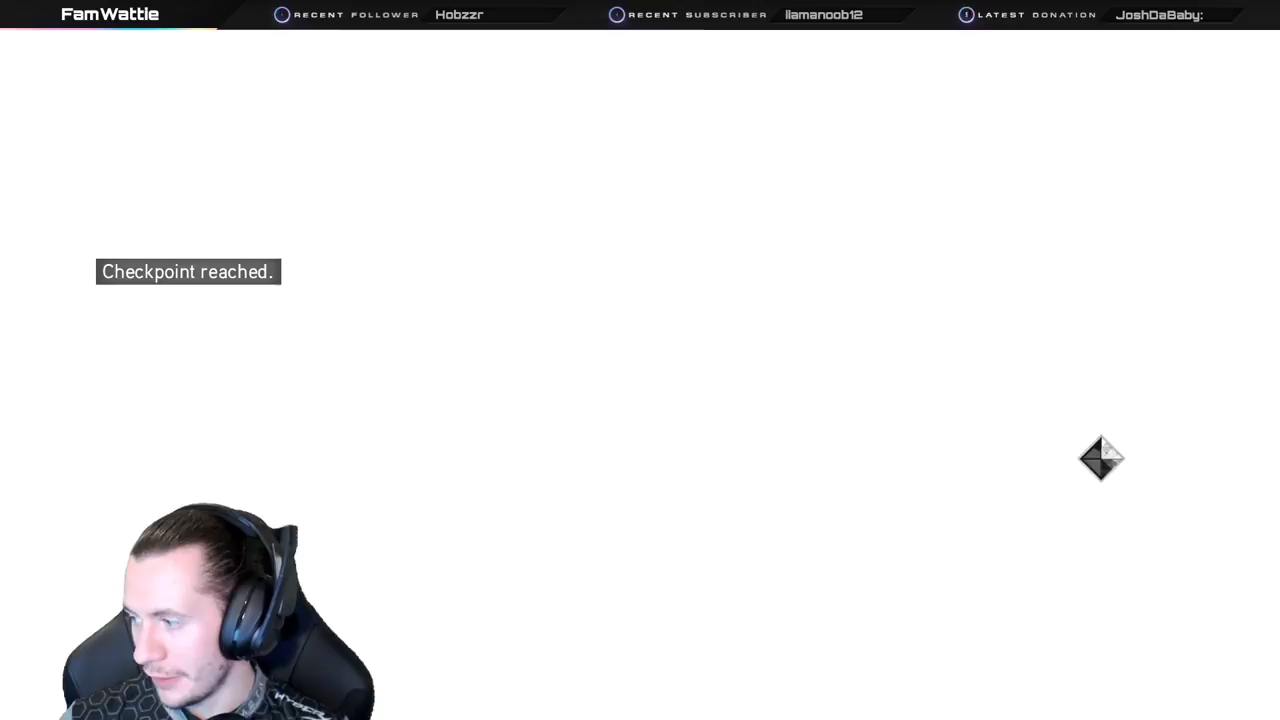 FamWattle
RECENT FOLLOWER Hobzzr
RECENT SUBSCRIBER llamanoob12
LATEST DONATION JoshDaBaby:
Checkpoint reached.